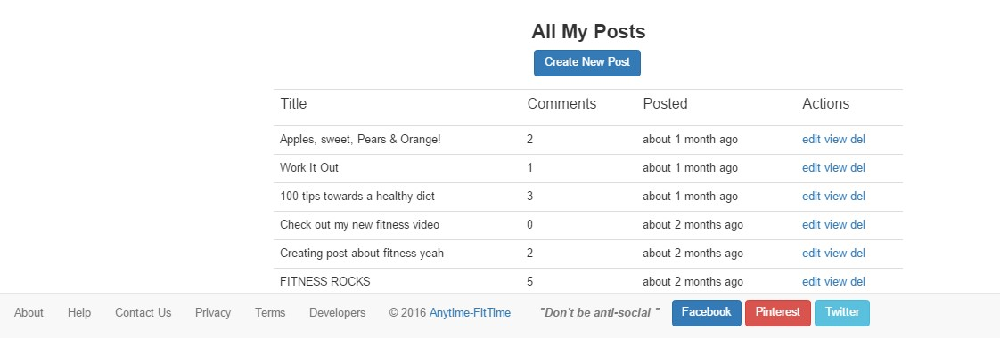 All My Posts
Create New Post
Title Comments Posted Actions
Apples, sweet, Pears & Orange! 2 about 1 month ago edit view del
Work It Out 1 about 1 month ago edit view del
100 tips towards a healthy diet 3 about 1 month ago edit view del
Check out my new fitness video 0 about 2 months ago edit view del
Creating post about fitness yeah 2 about 2 months ago edit view del
FITNESS ROCKS 5 about 2 months ago edit view del
About Help Contact Us Privacy Terms Developers © 2016 Anytime-FitTime "Don't be anti-social " Facebook Pinterest Twitter